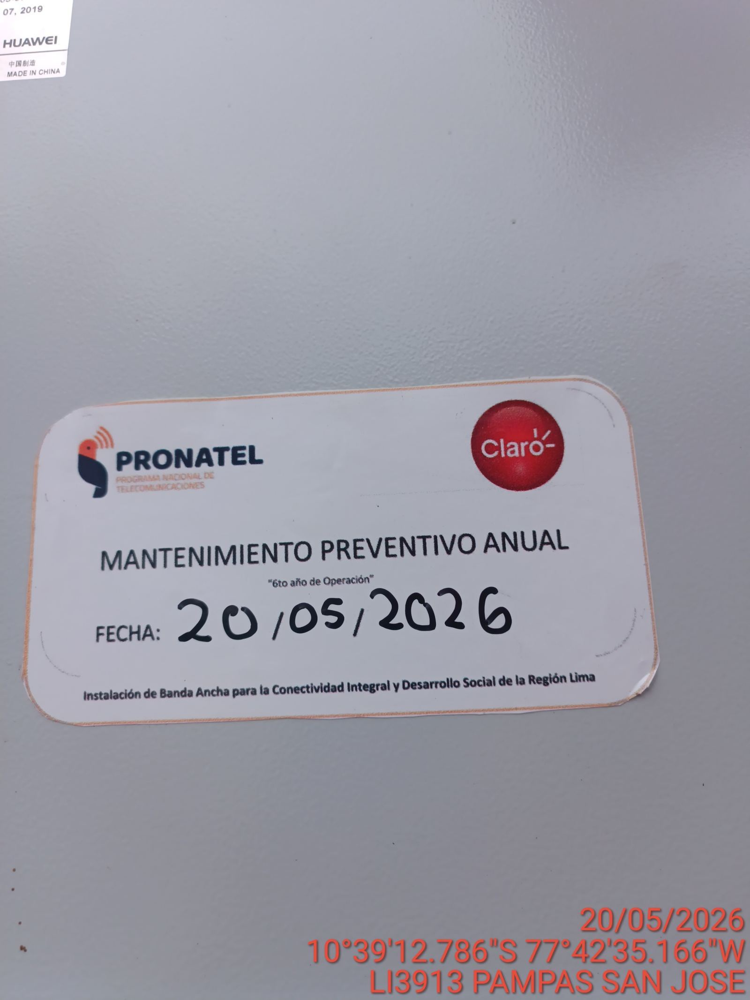 07, 2019
HUAWEI
中国制造
MADE IN CHINA
PRONATEL
PROGRAMA NACIONAL DE
TELECOMUNICACIONES
Claro
MANTENIMIENTO PREVENTIVO ANUAL
"6to año de Operación"
FECHA: 20/05/2026
Instalación de Banda Ancha para la Conectividad Integral y Desarrollo Social de la Región Lima
20/05/2026
10°39'12.786"S 77°42'35.166"W
LI3913 PAMPAS SAN JOSE